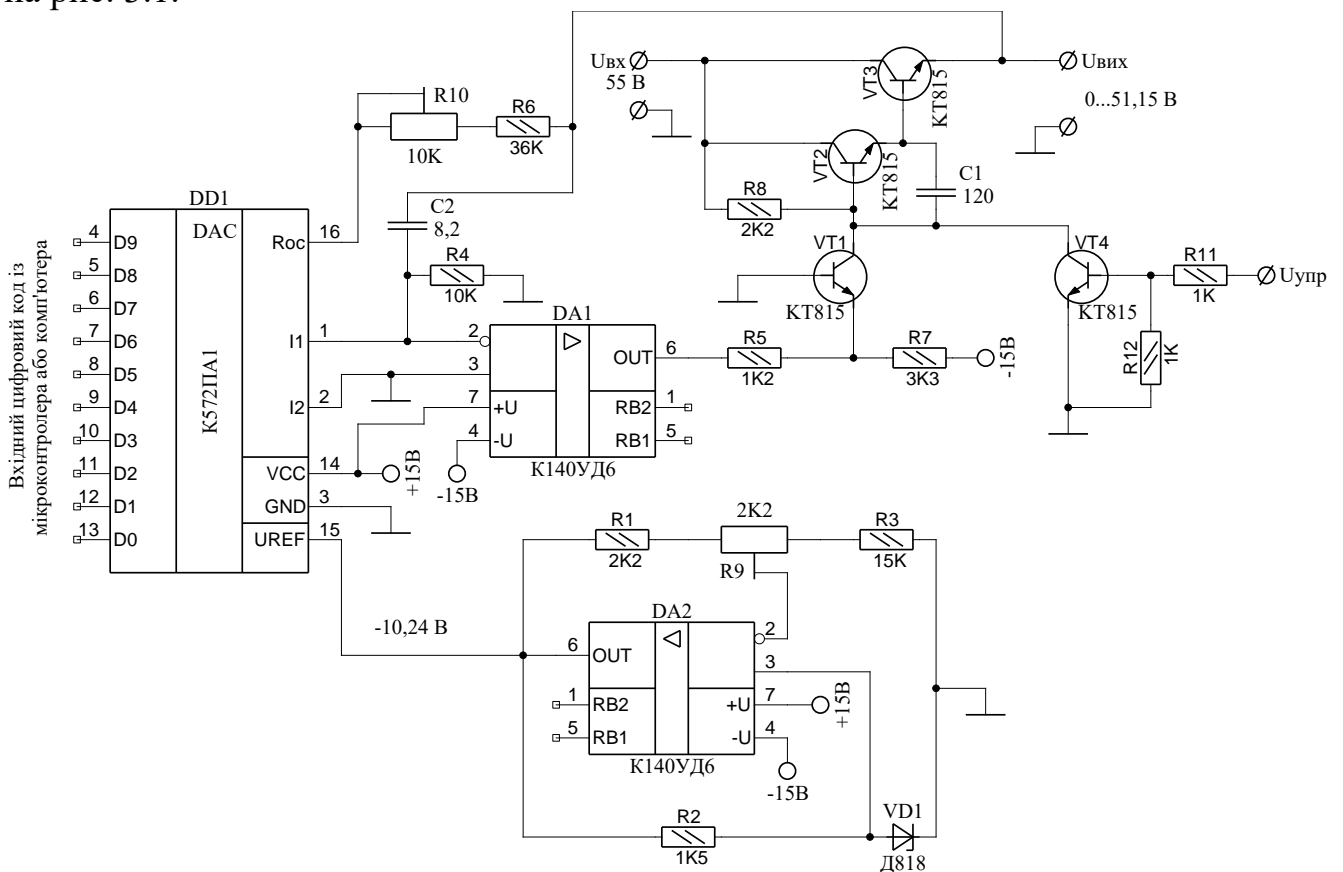 на рис. 3.1.
Uвх
55 В
VT3
КТ815
Uвих
0...51,15 В
R10
10K
R6
36K
VT2
КТ815
C1
120
R8
2K2
DD1
DAC
К572ПА1
Вхідний цифровий код із
мікроконтролера або комп'ютера
4 D9
5 D8
6 D7
7 D6
8 D5
9 D4
10 D3
11 D2
12 D1
13 D0
Roc 16
I1 1
I2 2
VCC 14
GND 3
UREF 15
C2
8,2
R4
10K
VT1
КТ815
VT4
КТ815
R11
1K
Uупр
R12
1K
DA1
2
3
7 +U
4 -U
OUT 6
RB2 1
RB1 5
К140УД6
+15В
-15В
R5
1K2
R7
3K3
-15В
-10,24 В
R1
2K2
2K2
R9
R3
15K
DA2
6 OUT
1 RB2
5 RB1
2
3
+U 7
-U 4
К140УД6
+15В
-15В
R2
1K5
VD1
Д818